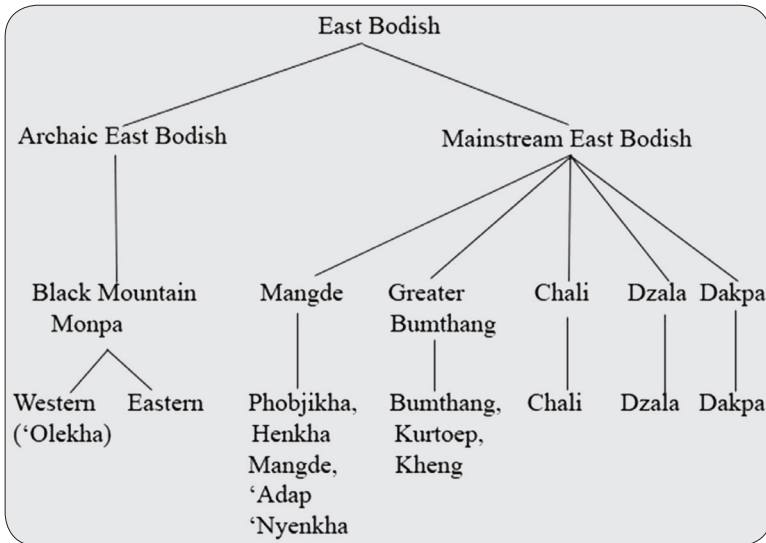 East Bodish
Archaic East Bodish
Mainstream East Bodish
Black Mountain
Monpa
Mangde
Greater
Bumthang
Chali
Dzala
Dakpa
Western
(‘Olekha)
Eastern
Phobjikha,
Henkha
Mangde,
‘Adap
‘Nyenkha
Bumthang,
Kurtoep,
Kheng
Chali
Dzala
Dakpa